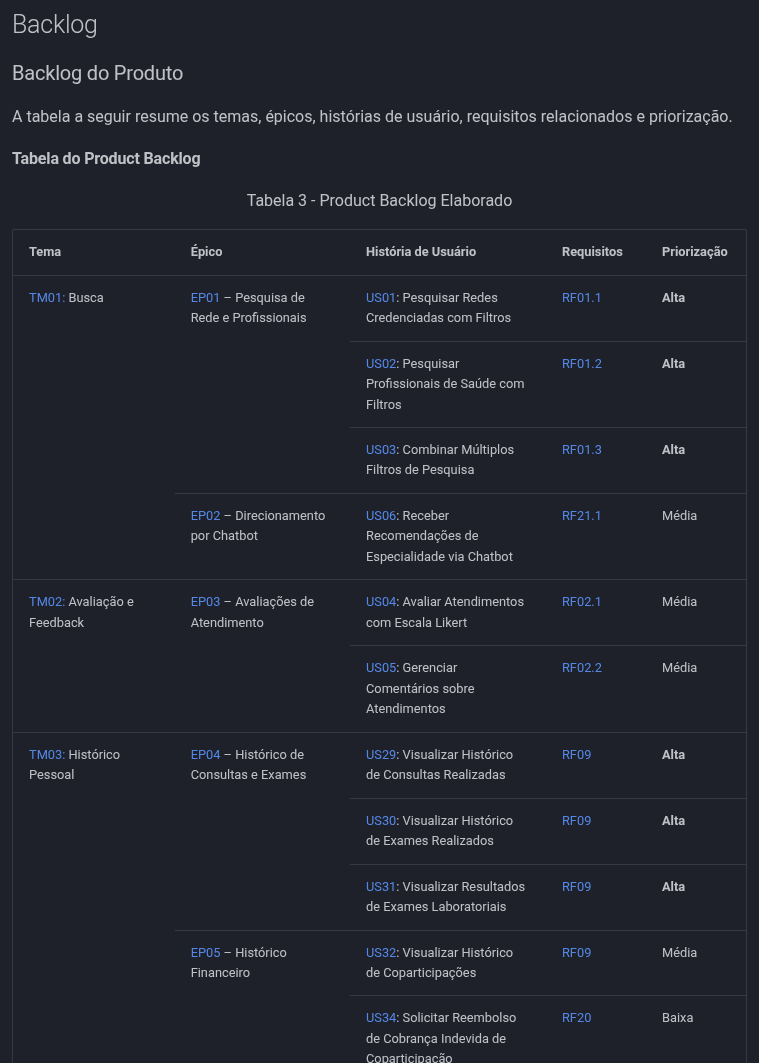 Backlog
Backlog do Produto
A tabela a seguir resume os temas, épicos, histórias de usuário, requisitos relacionados e priorização.
Tabela do Product Backlog
Tabela 3 - Product Backlog Elaborado
Tema Épico História de Usuário Requisitos Priorização
TM01: Busca EP01 – Pesquisa de US01: Pesquisar Redes RF01.1 Alta
Rede e Profissionais Credenciadas com Filtros
US02: Pesquisar RF01.2 Alta
Profissionais de Saúde com
Filtros
US03: Combinar Múltiplos RF01.3 Alta
Filtros de Pesquisa
EP02 – Direcionamento US06: Receber RF21.1 Média
por Chatbot Recomendações de
Especialidade via Chatbot
TM02: Avaliação e EP03 – Avaliações de US04: Avaliar Atendimentos RF02.1 Média
Feedback Atendimento com Escala Likert
US05: Gerenciar RF02.2 Média
Comentários sobre
Atendimentos
TM03: Histórico EP04 – Histórico de US29: Visualizar Histórico RF09 Alta
Pessoal Consultas e Exames de Consultas Realizadas
US30: Visualizar Histórico RF09 Alta
de Exames Realizados
US31: Visualizar Resultados RF09 Alta
de Exames Laboratoriais
EP05 – Histórico US32: Visualizar Histórico RF09 Média
Financeiro de Coparticipações
US34: Solicitar Reembolso RF20 Baixa
de Cobrança Indevida de
Coparticipação